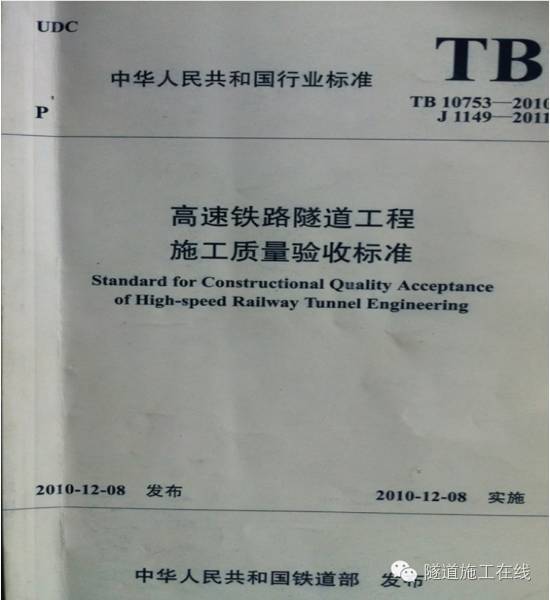 UDC
TB
中华人民共和国行业标准
TB 10753—2010
P
J 1149—2011
高速铁路隧道工程
施工质量验收标准
Standard for Constructional Quality Acceptance
of High-speed Railway Tunnel Engineering
2010-12-08 发布
2010-12-08 实施
中华人民共和国铁道部 发布
隧道施工在线